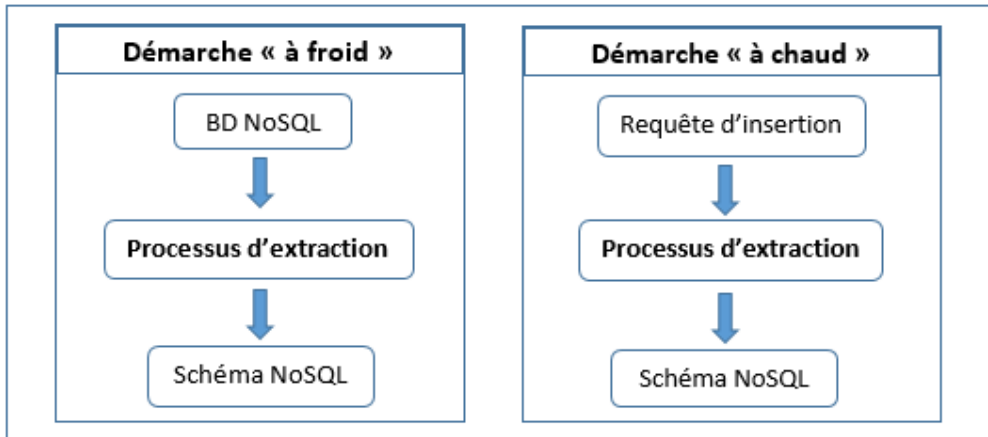 Démarche « à froid »
BD NoSQL
Processus d’extraction
Schéma NoSQL
Démarche « à chaud »
Requête d’insertion
Processus d’extraction
Schéma NoSQL